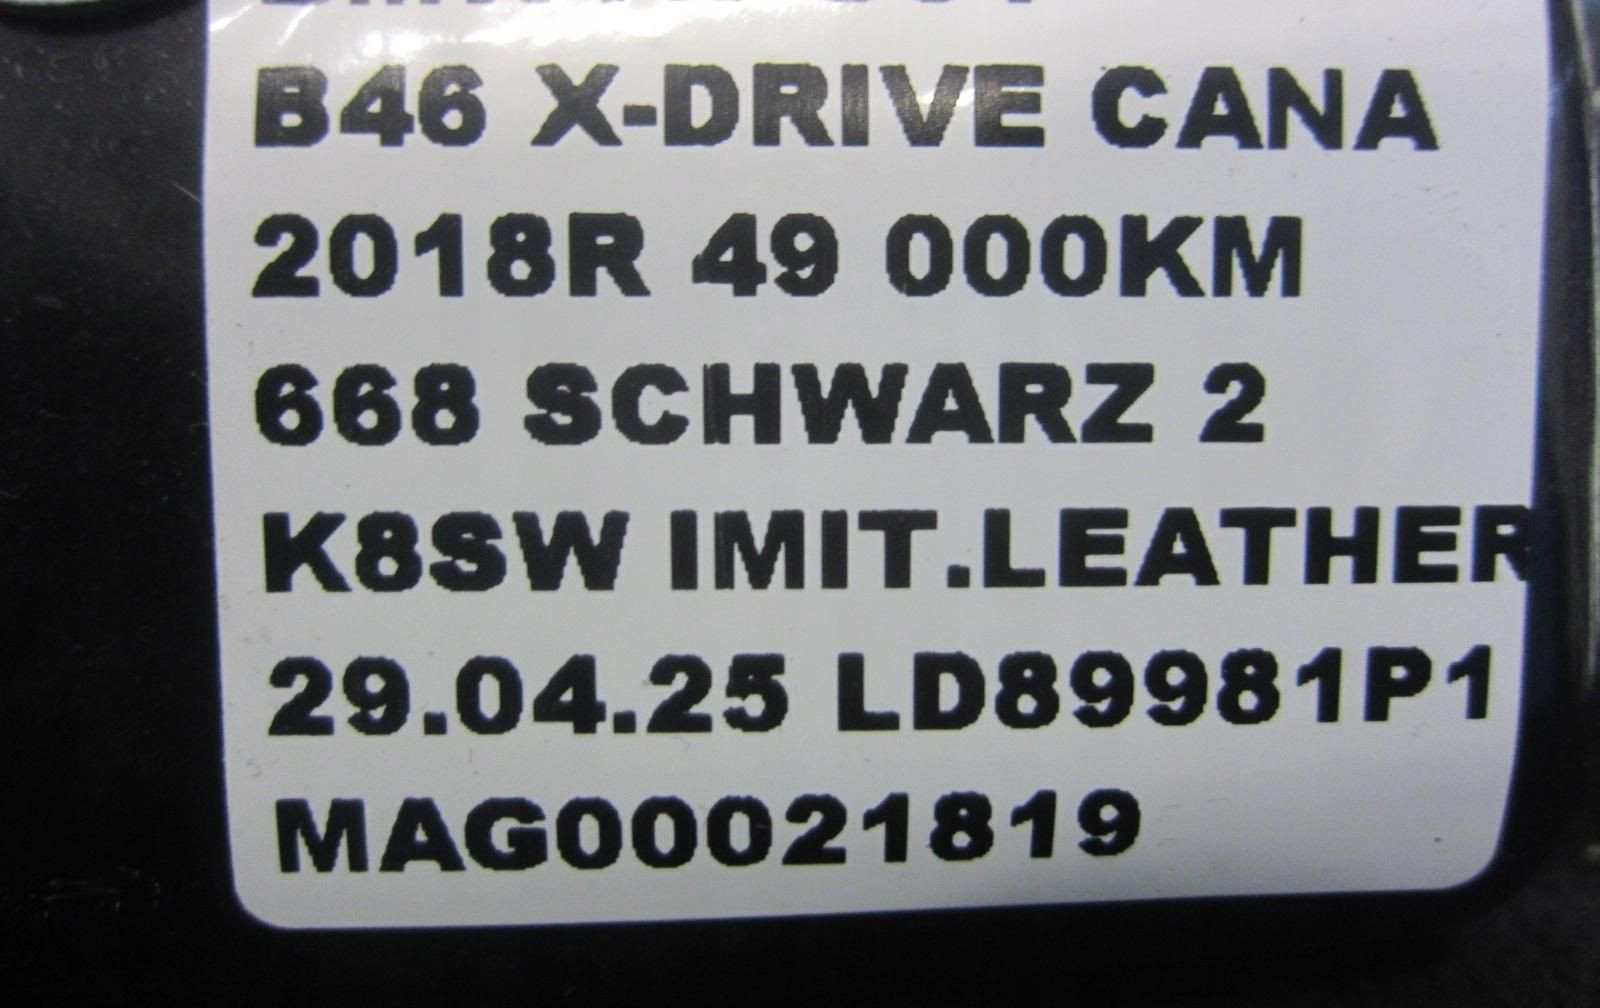 B46 X-DRIVE CANA
2018R 49 000KM
668 SCHWARZ 2
K8SW IMIT.LEATHER
29.04.25 LD89981P1
MAG00021819